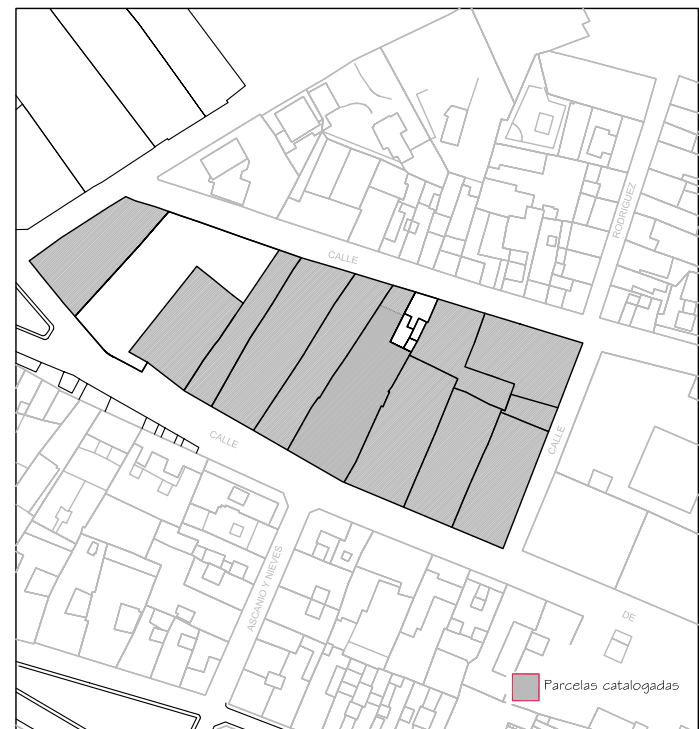 RODRIGUEZ
CALLE
CALLE
CALLE
ASCANIO Y NIEVES
DE
Parcelas catalogadas